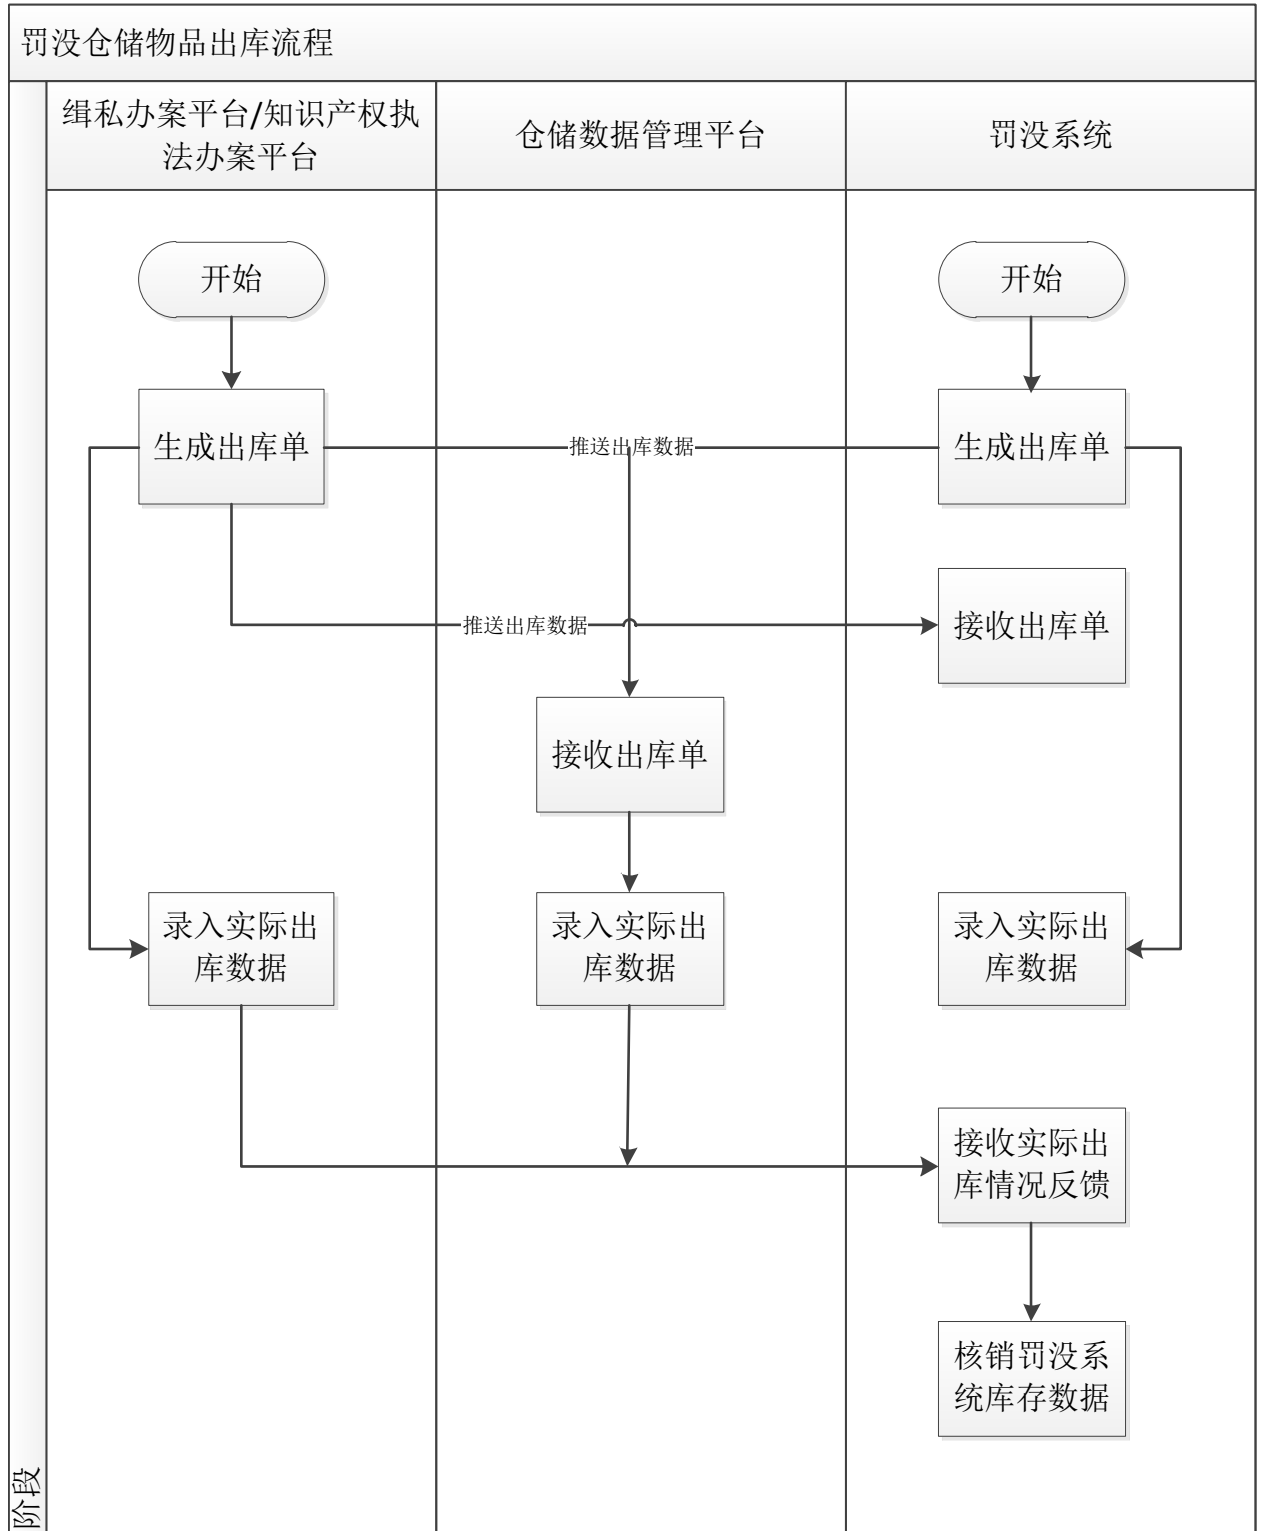 罚没仓储物品出库流程
缉私办案平台/知识产权执
法办案平台
仓储数据管理平台
罚没系统
开始
开始
生成出库单
推送出库数据
生成出库单
推送出库数据
接收出库单
接收出库单
录入实际出
库数据
录入实际出
库数据
录入实际出
库数据
接收实际出
库情况反馈
核销罚没系
统库存数据
阶段